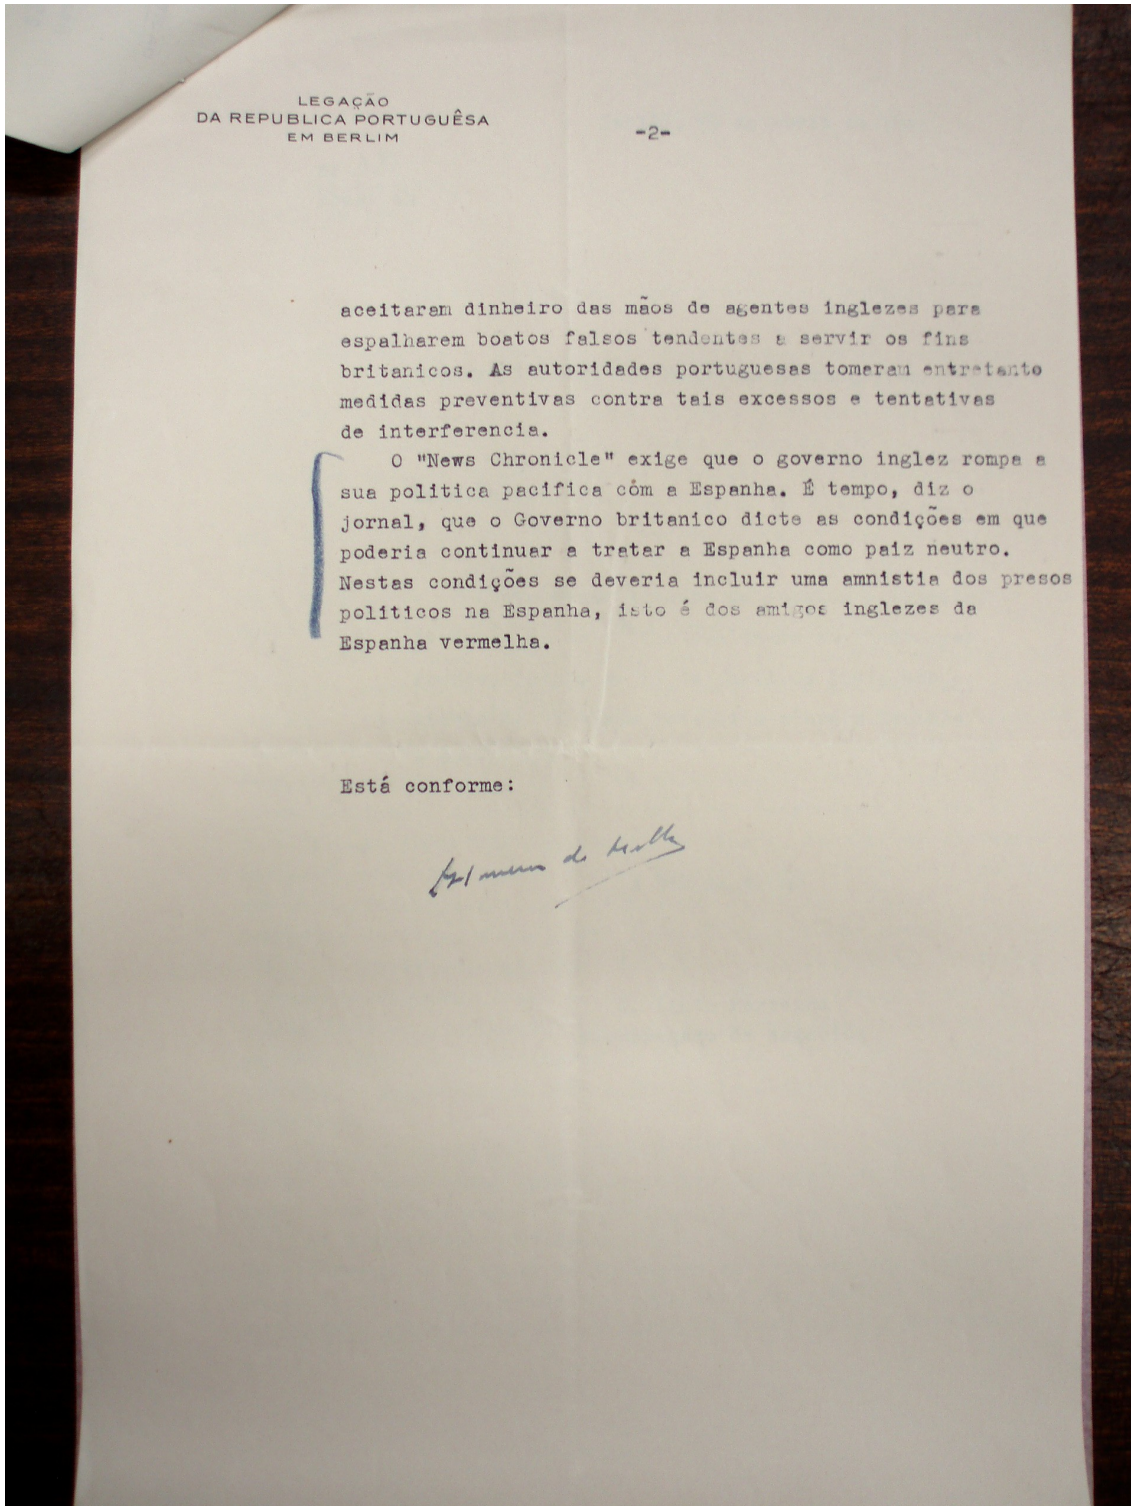 LEGAÇÃO
DA REPUBLICA PORTUGUÊSA
EM BERLIM
-2-
aceitaram dinheiro das mãos de agentes inglezes para
espalharem boatos falsos tendentes a servir os fins
britanicos. As autoridades portuguesas tomaram entretanto
medidas preventivas contra tais excessos e tentativas
de interferencia.
O "News Chronicle" exige que o governo inglez rompa a
sua politica pacifica com a Espanha. É tempo, diz o
jornal, que o Governo britanico dicte as condições em que
poderia continuar a tratar a Espanha como paiz neutro.
Nestas condições se deveria incluir uma amnistia dos presos
politicos na Espanha, isto é dos amigos inglezes da
Espanha vermelha.
Está conforme:
de